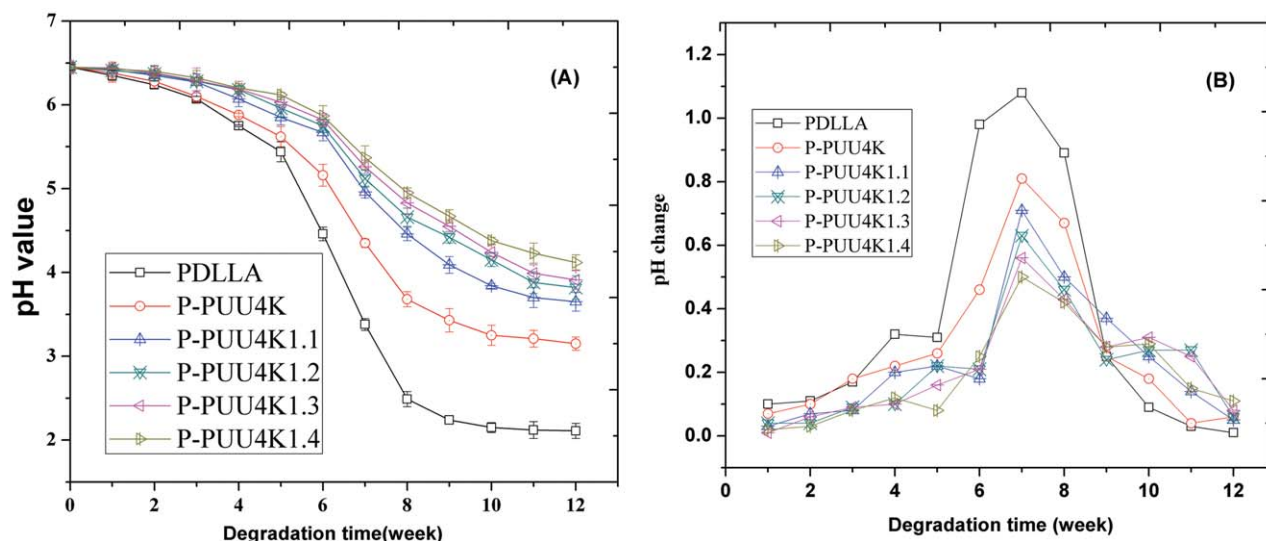 (A)
pH value
7
6
5
4
3
2
PDLLA
P-PUU4K
P-PUU4K1.1
P-PUU4K1.2
P-PUU4K1.3
P-PUU4K1.4
0 2 4 6 8 10 12
Degradation time(week)
(B)
pH change
1.2
1.0
0.8
0.6
0.4
0.2
0.0
PDLLA
P-PUU4K
P-PUU4K1.1
P-PUU4K1.2
P-PUU4K1.3
P-PUU4K1.4
0 2 4 6 8 10 12
Degradation time (week)